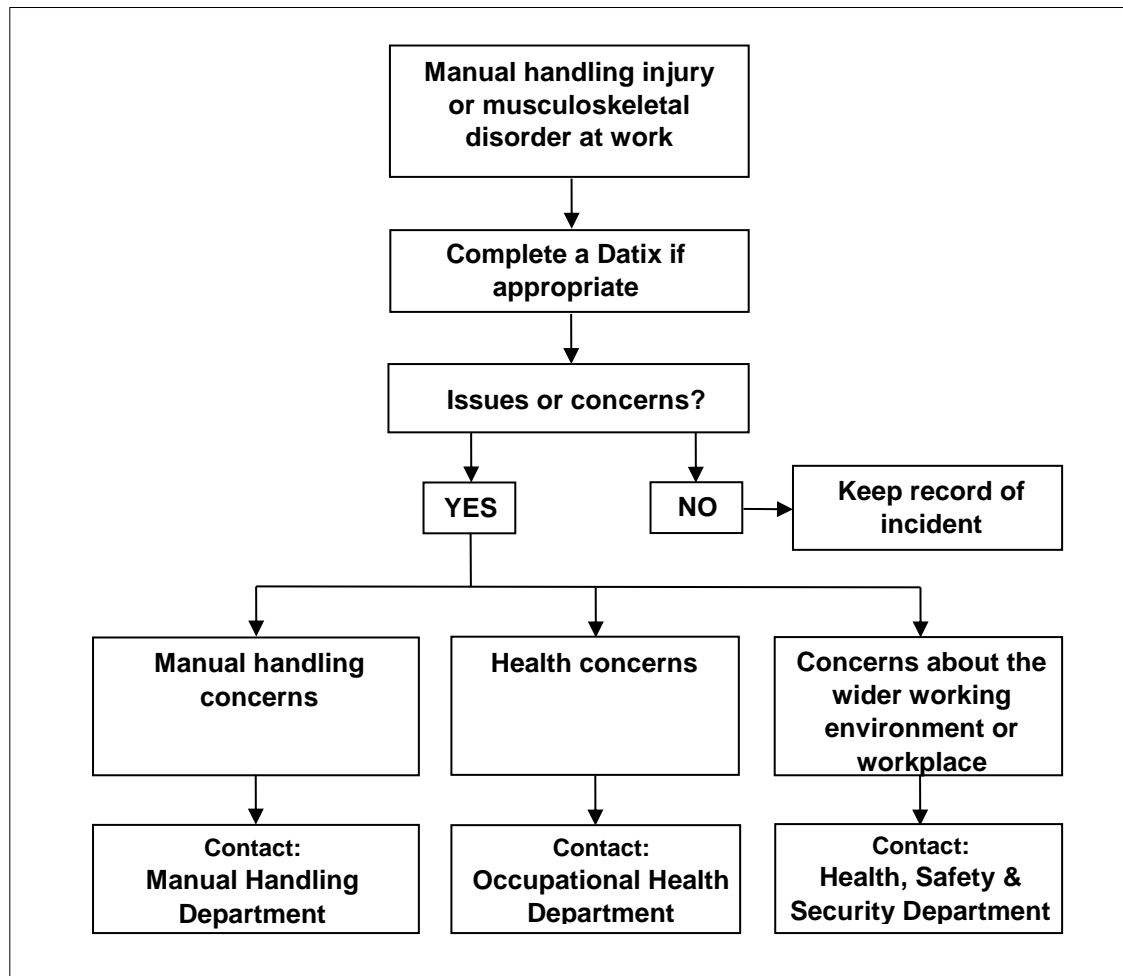 Manual handling injury
or musculoskeletal
disorder at work
Complete a Datix if
appropriate
Issues or concerns?
YES
NO
Keep record of
incident
Manual handling
concerns
Health concerns
Concerns about the
wider working
environment or
workplace
Contact:
Manual Handling
Department
Contact:
Occupational Health
Department
Contact:
Health, Safety &
Security Department